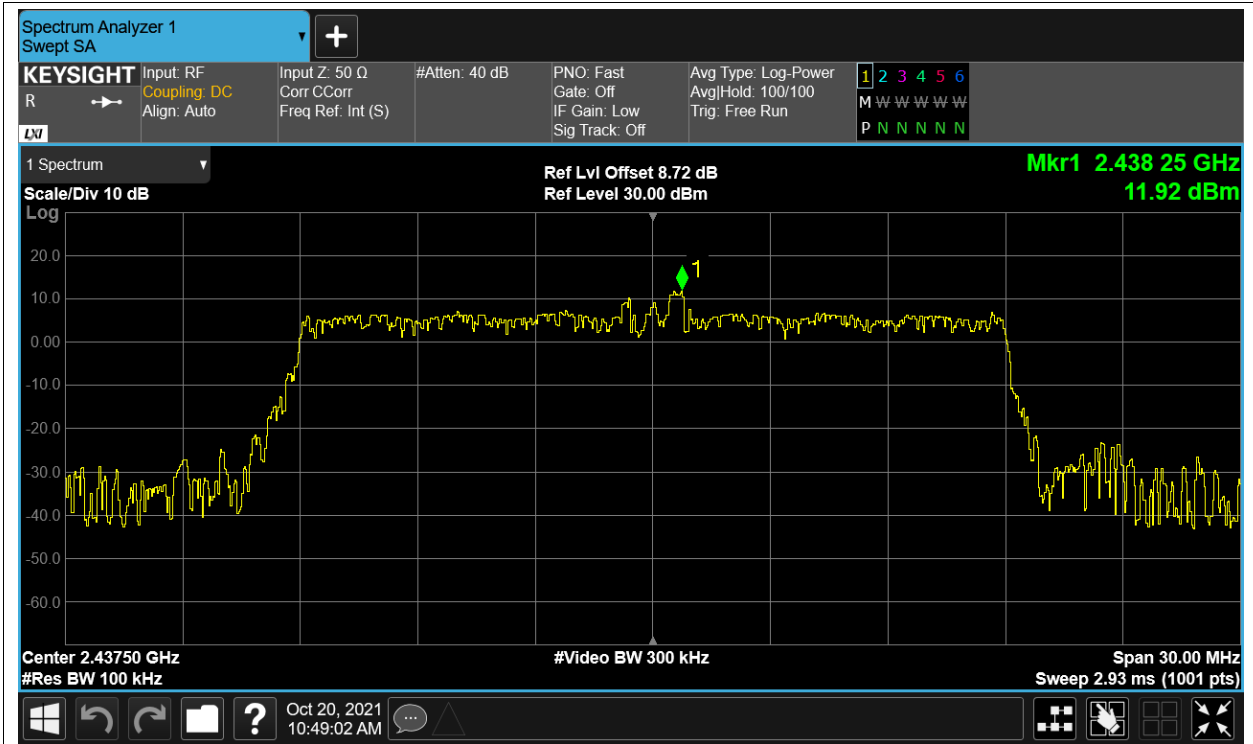 Spectrum Analyzer 1
Swept SA
+
KEYSIGHT
R
LXI
Input: RF
Coupling: DC
Align: Auto
Input Z: 50 Ω
Corr CCorr
Freq Ref: Int (S)
#Atten: 40 dB
PNO: Fast
Gate: Off
IF Gain: Low
Sig Track: Off
Avg Type: Log-Power
Avg|Hold: 100/100
Trig: Free Run
1 2 3 4 5 6
M W W W W W
P N N N N N
1 Spectrum
Scale/Div 10 dB
Log
Ref Lvl Offset 8.72 dB
Ref Level 30.00 dBm
Mkr1 2.438 25 GHz
11.92 dBm
1
20.0
10.0
0.00
-10.0
-20.0
-30.0
-40.0
-50.0
-60.0
Center 2.43750 GHz
#Res BW 100 kHz
#Video BW 300 kHz
Span 30.00 MHz
Sweep 2.93 ms (1001 pts)
?
Oct 20, 2021
10:49:02 AM